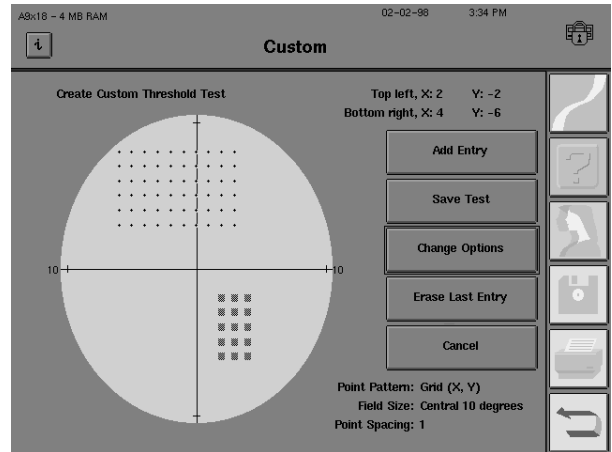 A9x18 - 4 MB RAM 02-02-98 3:34 PM
i
Custom
Create Custom Threshold Test
Top left, X: 2 Y: -2
Bottom right, X: 4 Y: -6
Add Entry
Save Test
?
Change Options
10 10
Erase Last Entry
Cancel
Point Pattern: Grid (X, Y)
Field Size: Central 10 degrees
Point Spacing: 1